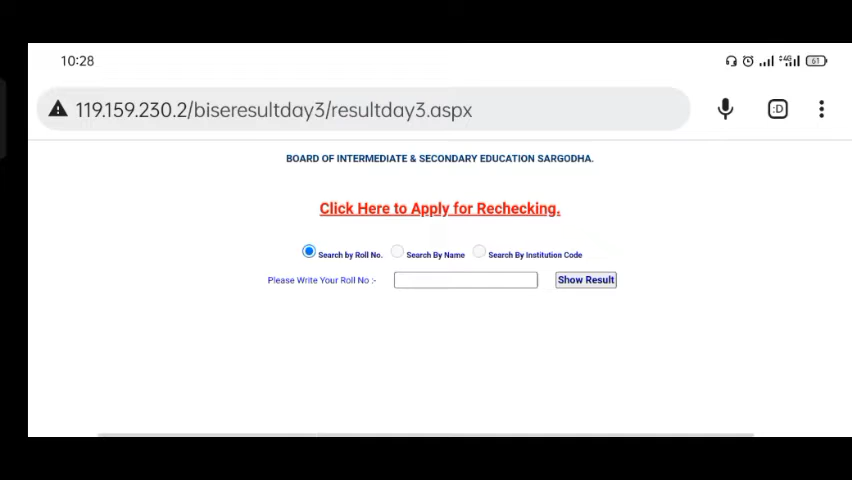 10:28
4G 61
119.159.230.2/biseresultday3/resultday3.aspx :D
BOARD OF INTERMEDIATE & SECONDARY EDUCATION SARGODHA.
Click Here to Apply for Rechecking.
Search by Roll No. Search By Name Search By Institution Code
Please Write Your Roll No :- Show Result